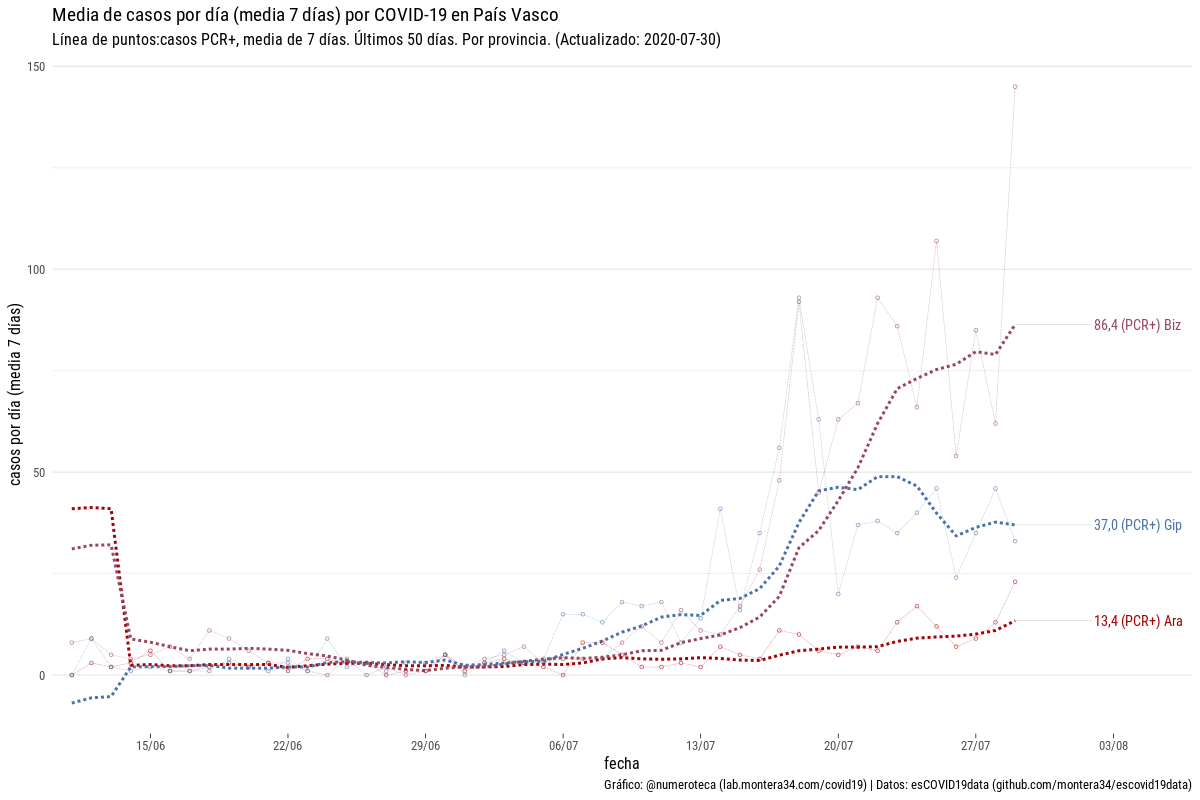 Media de casos por día (media 7 días) por COVID-19 en País Vasco
Línea de puntos:casos PCR+, media de 7 días. Últimos 50 días. Por provincia. (Actualizado: 2020-07-30)
150
100
50
0
casos por día (media 7 días)
86,4 (PCR+) Biz
37,0 (PCR+) Gip
13,4 (PCR+) Ara
15/06
22/06
29/06
06/07
13/07
20/07
27/07
03/08
fecha
Gráfico: @numeroteca (lab.montera34.com/covid19) | Datos: esCOVID19data (github.com/montera34/escovid19data)